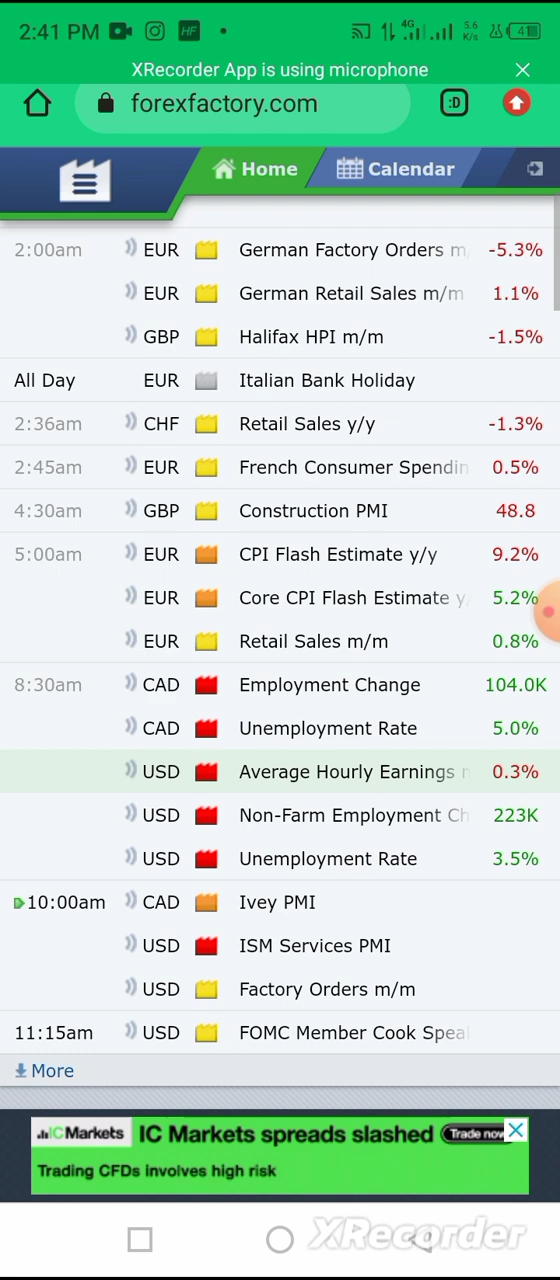 2:41 PM HF 4G 5.6 K/s 41
XRecorder App is using microphone
forexfactory.com :D
Home Calendar
2:00am EUR German Factory Orders m -5.3%
EUR German Retail Sales m/m 1.1%
GBP Halifax HPI m/m -1.5%
All Day EUR Italian Bank Holiday
2:36am CHF Retail Sales y/y -1.3%
2:45am EUR French Consumer Spendin 0.5%
4:30am GBP Construction PMI 48.8
5:00am EUR CPI Flash Estimate y/y 9.2%
EUR Core CPI Flash Estimate y 5.2%
EUR Retail Sales m/m 0.8%
8:30am CAD Employment Change 104.0K
CAD Unemployment Rate 5.0%
USD Average Hourly Earnings 0.3%
USD Non-Farm Employment Ch 223K
USD Unemployment Rate 3.5%
10:00am CAD Ivey PMI
USD ISM Services PMI
USD Factory Orders m/m
11:15am USD FOMC Member Cook Spea
More
ICMarkets IC Markets spreads slashed Trade now
Trading CFDs involves high risk
XRecorder